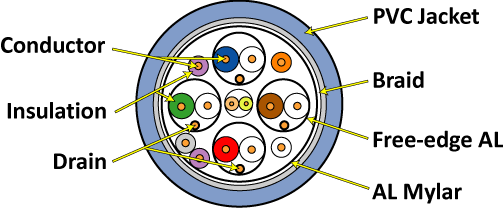 PVC Jacket
Conductor
Braid
Insulation
Free-edge AL
Drain
AL Mylar